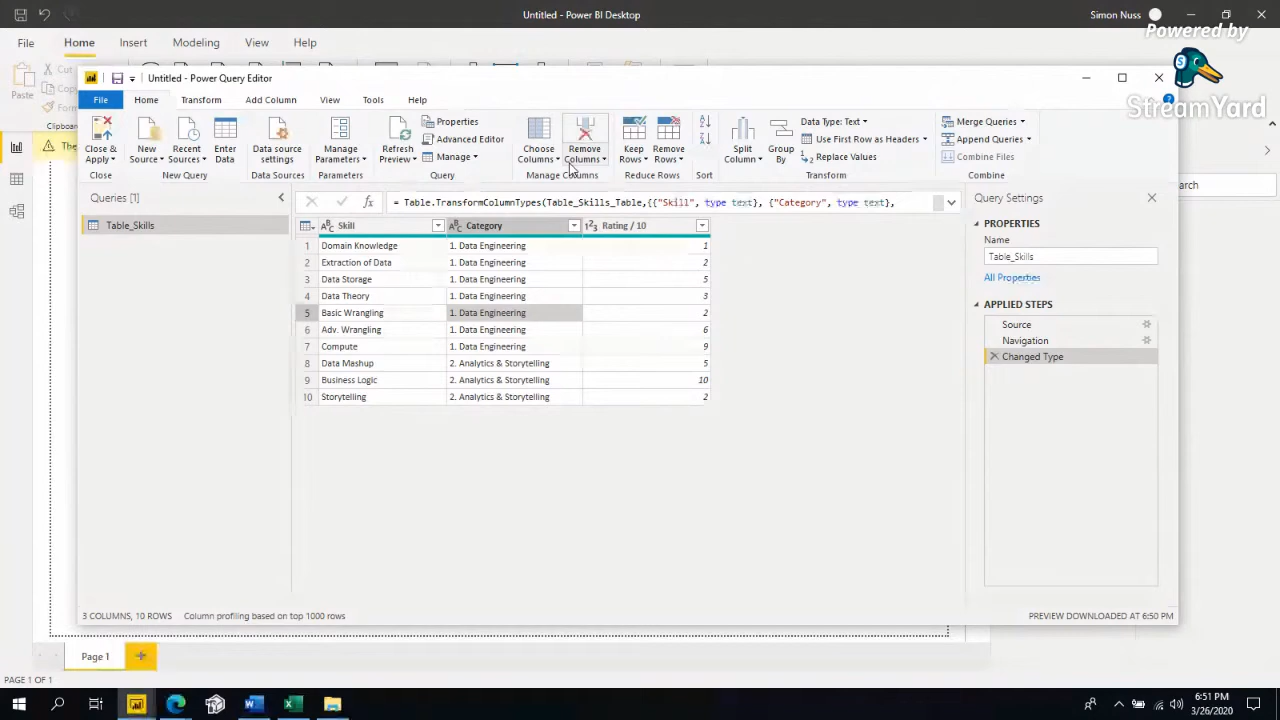 Untitled - Power BI Desktop
Simon Nuss
File Home Insert Modeling View Help
Powered by
StreamYard
Paste
Cut
Clipboard
Untitled - Power Query Editor
File Home Transform Add Column View Tools Help
Close & Apply
New Source
Recent Sources
Enter Data
Data source settings
Manage Parameters
Refresh Preview
Properties
Advanced Editor
Manage
Choose Columns
Remove Columns
Keep Rows
Remove Rows
Split Column
Group By
Data Type: Text
Use First Row as Headers
Replace Values
Merge Queries
Append Queries
Combine Files
Close
New Query
Data Sources
Parameters
Query
Manage Columns
Reduce Rows
Sort
Transform
Combine
Queries [1]
Table_Skills
= Table.TransformColumnTypes(Table_Skills_Table,{{"Skill", type text}, {"Category", type text},
Skill Category Rating / 10
1 Domain Knowledge 1. Data Engineering 1
2 Extraction of Data 1. Data Engineering 2
3 Data Storage 1. Data Engineering 5
4 Data Theory 1. Data Engineering 3
5 Basic Wrangling 1. Data Engineering 2
6 Adv. Wrangling 1. Data Engineering 6
7 Compute 1. Data Engineering 9
8 Data Mashup 2. Analytics & Storytelling 5
9 Business Logic 2. Analytics & Storytelling 10
10 Storytelling 2. Analytics & Storytelling 2
Query Settings
PROPERTIES
Name
Table_Skills
All Properties
APPLIED STEPS
Source
Navigation
Changed Type
3 COLUMNS, 10 ROWS Column profiling based on top 1000 rows
PREVIEW DOWNLOADED AT 6:50 PM
Page 1
PAGE 1 OF 1
6:51 PM
3/26/2020